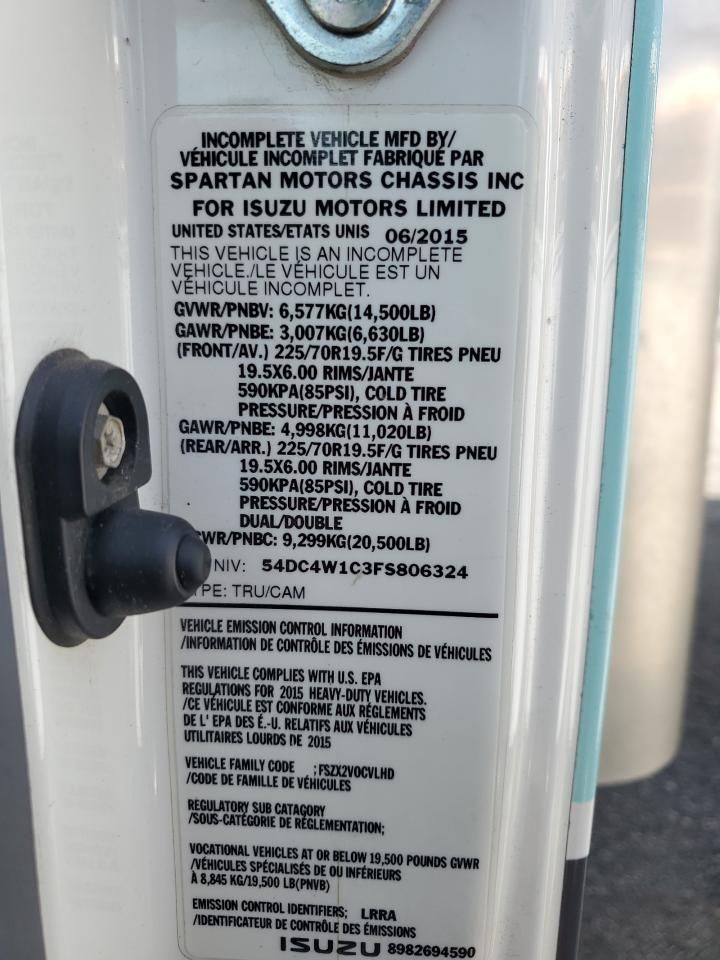 INCOMPLETE VEHICLE MFD BY/
VÉHICULE INCOMPLET FABRIQUÉ PAR
SPARTAN MOTORS CHASSIS INC
FOR ISUZU MOTORS LIMITED
UNITED STATES/ETATS UNIS 06/2015
THIS VEHICLE IS AN INCOMPLETE
VEHICLE./LE VÉHICULE EST UN
VÉHICULE INCOMPLET.
GVWR/PNBV: 6,577KG(14,500LB)
GAWR/PNBE: 3,007KG(6,630LB)
(FRONT/AV.) 225/70R19.5F/G TIRES PNEU
19.5X6.00 RIMS/JANTE
590KPA(85PSI), COLD TIRE
PRESSURE/PRESSION À FROID
GAWR/PNBE: 4,998KG(11,020LB)
(REAR/ARR.) 225/70R19.5F/G TIRES PNEU
19.5X6.00 RIMS/JANTE
590KPA(85PSI), COLD TIRE
PRESSURE/PRESSION À FROID
DUAL/DOUBLE
CWR/PNBC: 9,299KG(20,500LB)
NIV: 54DC4W1C3FS806324
YPE: TRU/CAM
VEHICLE EMISSION CONTROL INFORMATION
/INFORMATION DE CONTRÔLE DES ÉMISSIONS DE VÉHICULES
THIS VEHICLE COMPLIES WITH U.S. EPA
REGULATIONS FOR 2015 HEAVY-DUTY VEHICLES.
/CE VÉHICULE EST CONFORME AUX RÉGLEMENTS
DE L' EPA DES É.-U. RELATIFS AUX VÉHICULES
UTILITAIRES LOURDS DE 2015
VEHICLE FAMILY CODE ;FSZX2VOCVLHD
/CODE DE FAMILLE DE VÉHICULES
REGULATORY SUB CATAGORY
/SOUS-CATÉGORIE DE RÉGLEMENTATION;
VOCATIONAL VEHICLES AT OR BELOW 19,500 POUNDS GVWR
/VÉHICULES SPÉCIALISÉS DE OU INFÉRIEURS
À 8,845 KG/19,500 LB(PNVB)
EMISSION CONTROL IDENTIFIERS; LRRA
/IDENTIFICATEUR DE CONTRÔLE DES ÉMISSIONS
ISUZU 8982694590